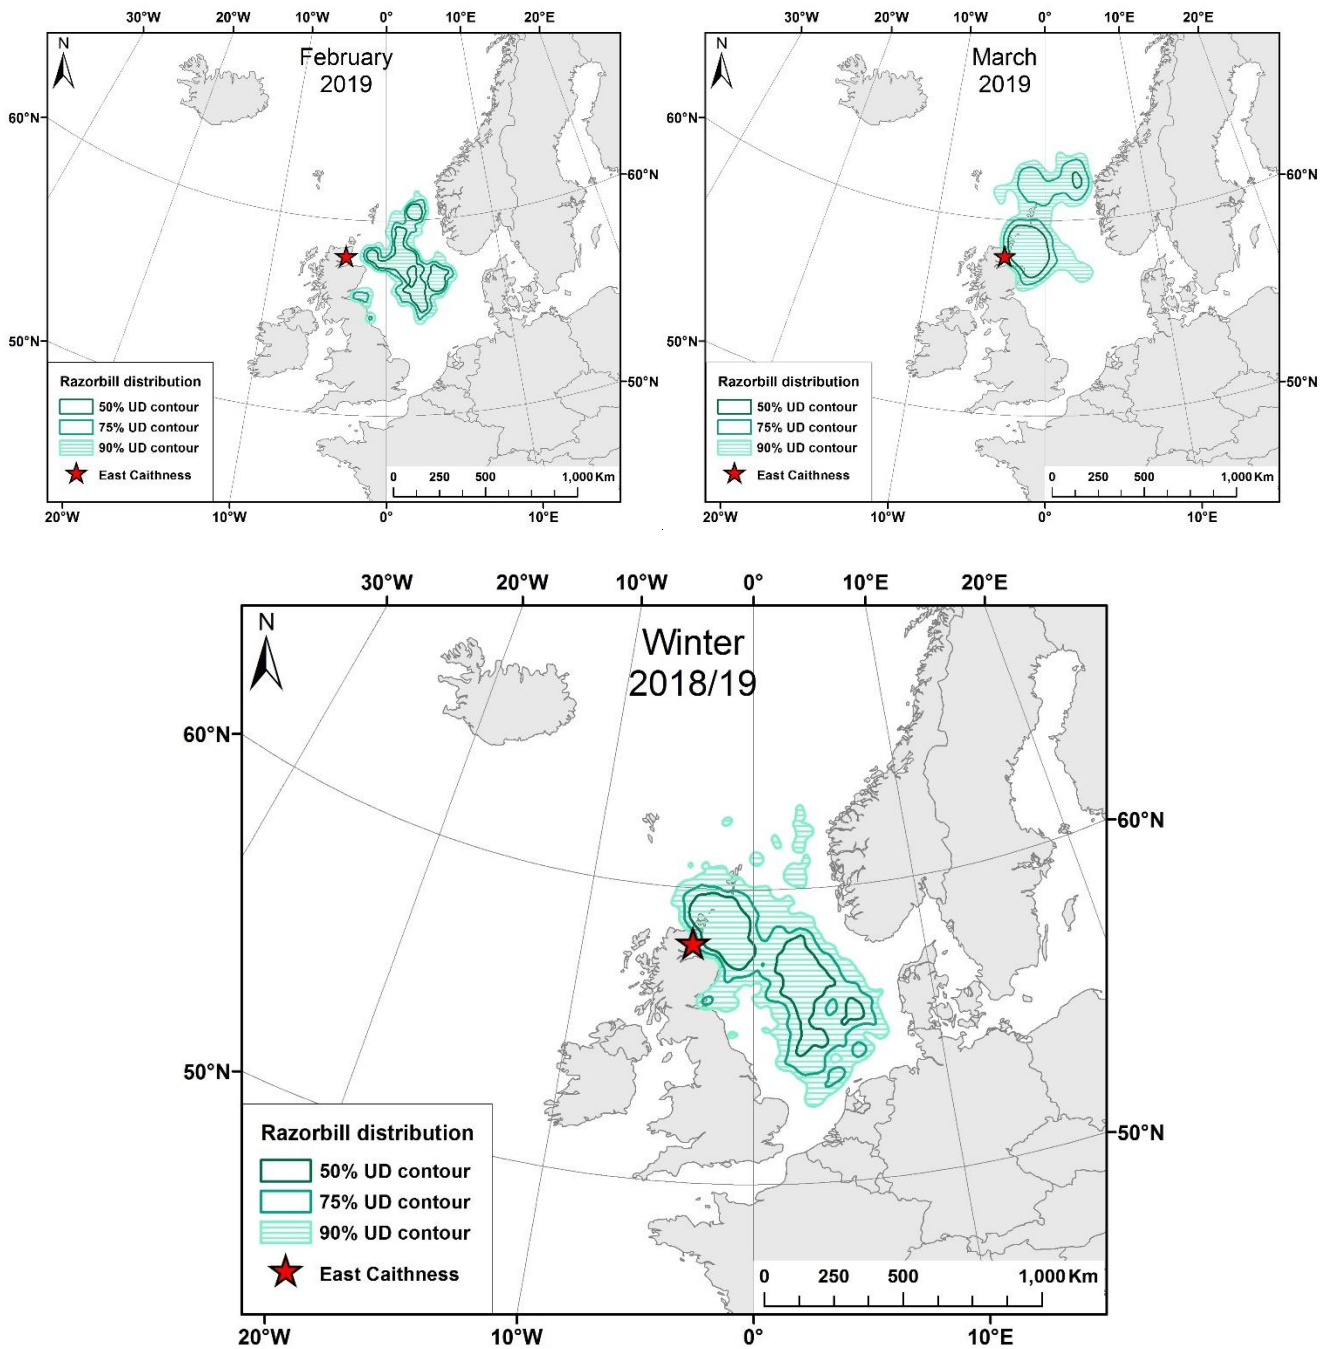 30°W 20°W 10°W 0° 10°E 20°E
N
February
2019
60°N
60°N
50°N
50°N
Razorbill distribution
50% UD contour
75% UD contour
90% UD contour
East Caithness
0 250 500 1,000 Km
20°W 10°W 0° 10°E
30°W 20°W 10°W 0° 10°E 20°E
N
March
2019
60°N
60°N
50°N
50°N
Razorbill distribution
50% UD contour
75% UD contour
90% UD contour
East Caithness
0 250 500 1,000 Km
20°W 10°W 0° 10°E
30°W 20°W 10°W 0° 10°E 20°E
N
Winter
2018/19
60°N
60°N
50°N
50°N
Razorbill distribution
50% UD contour
75% UD contour
90% UD contour
East Caithness
0 250 500 1,000 Km
20°W 10°W 0° 10°E